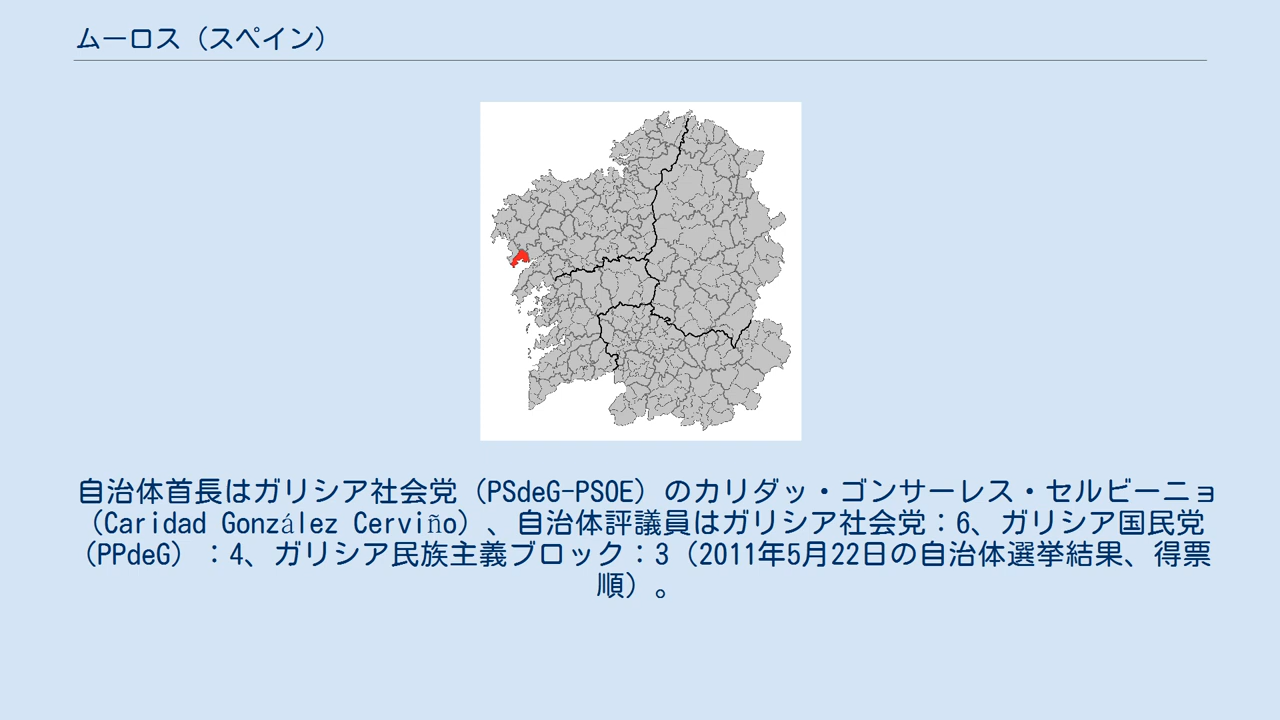 ムーロス（スペイン）
自治体首長はガリシア社会党（PSdeG-PSOE）のカリダッ・ゴンサーレス・セルビーニョ
（Caridad González Cerviño）、自治体評議員はガリシア社会党：6、ガリシア国民党
（PPdeG）：4、ガリシア民族主義ブロック：3（2011年5月22日の自治体選挙結果、得票
順）。